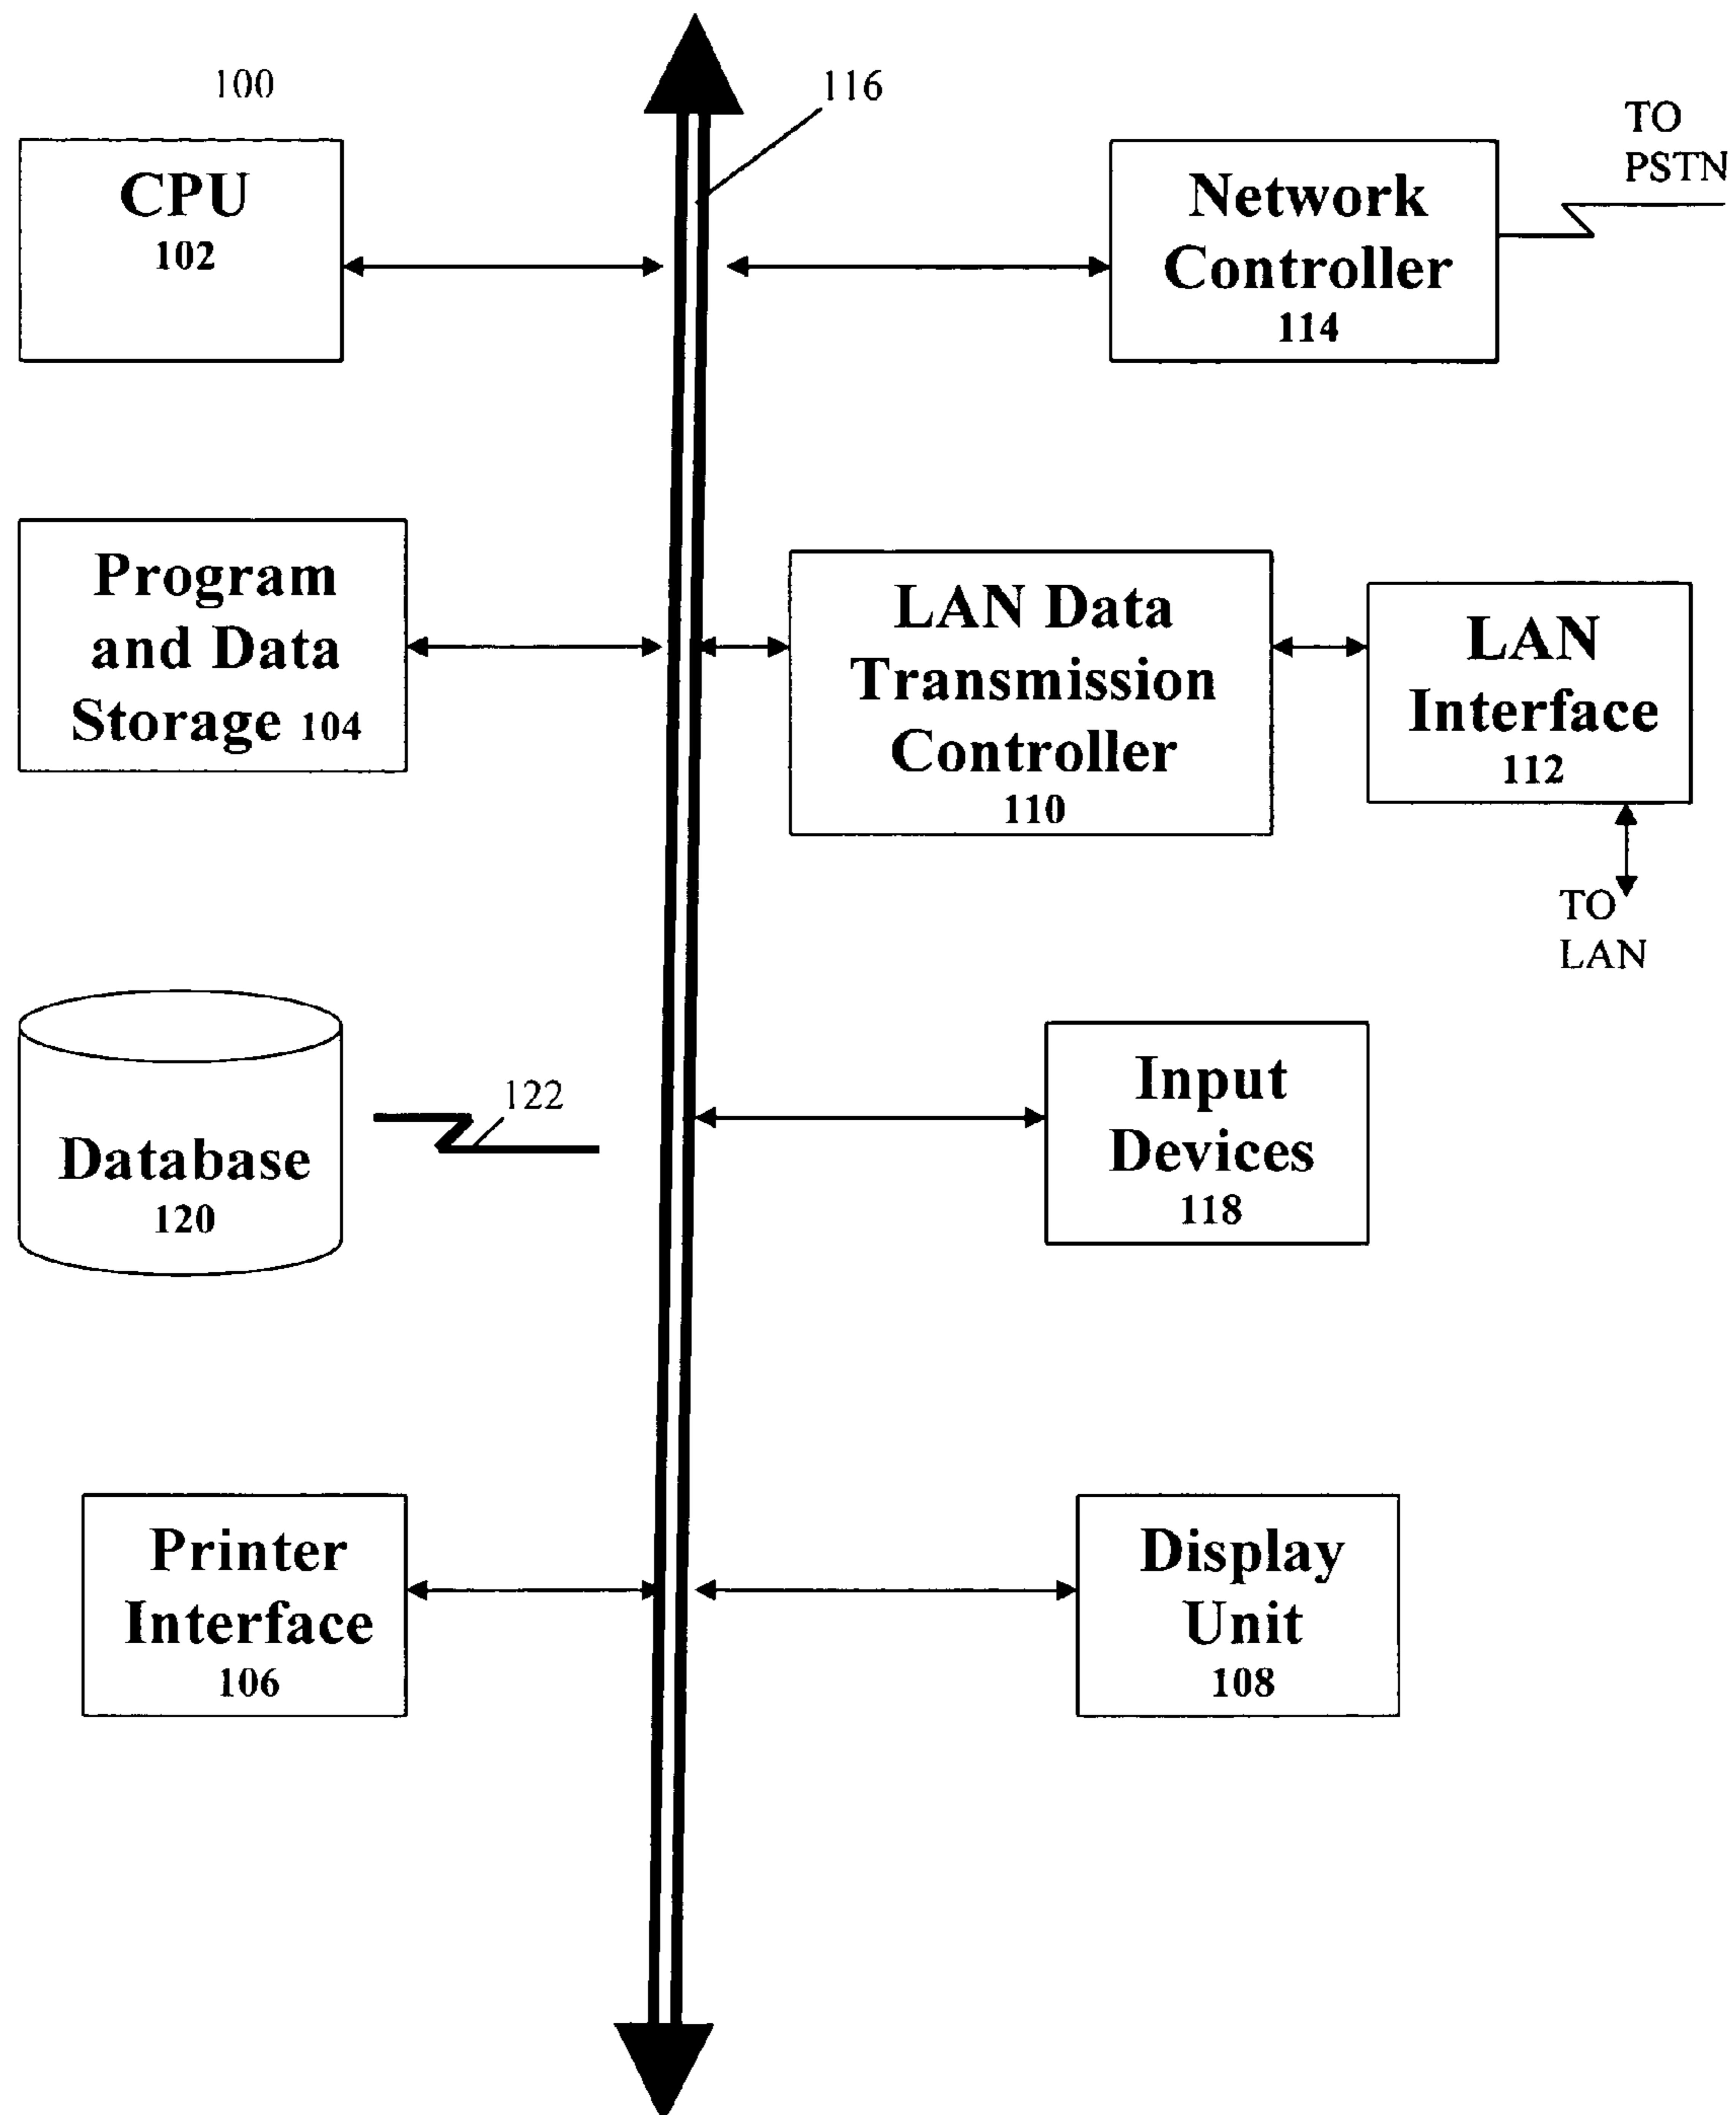 100
116
TO
PSTN
CPU
102
Network
Controller
114
Program
and Data
Storage 104
LAN Data
Transmission
Controller
110
LAN
Interface
112
TO
LAN
Database
120
122
Input
Devices
118
Printer
Interface
106
Display
Unit
108